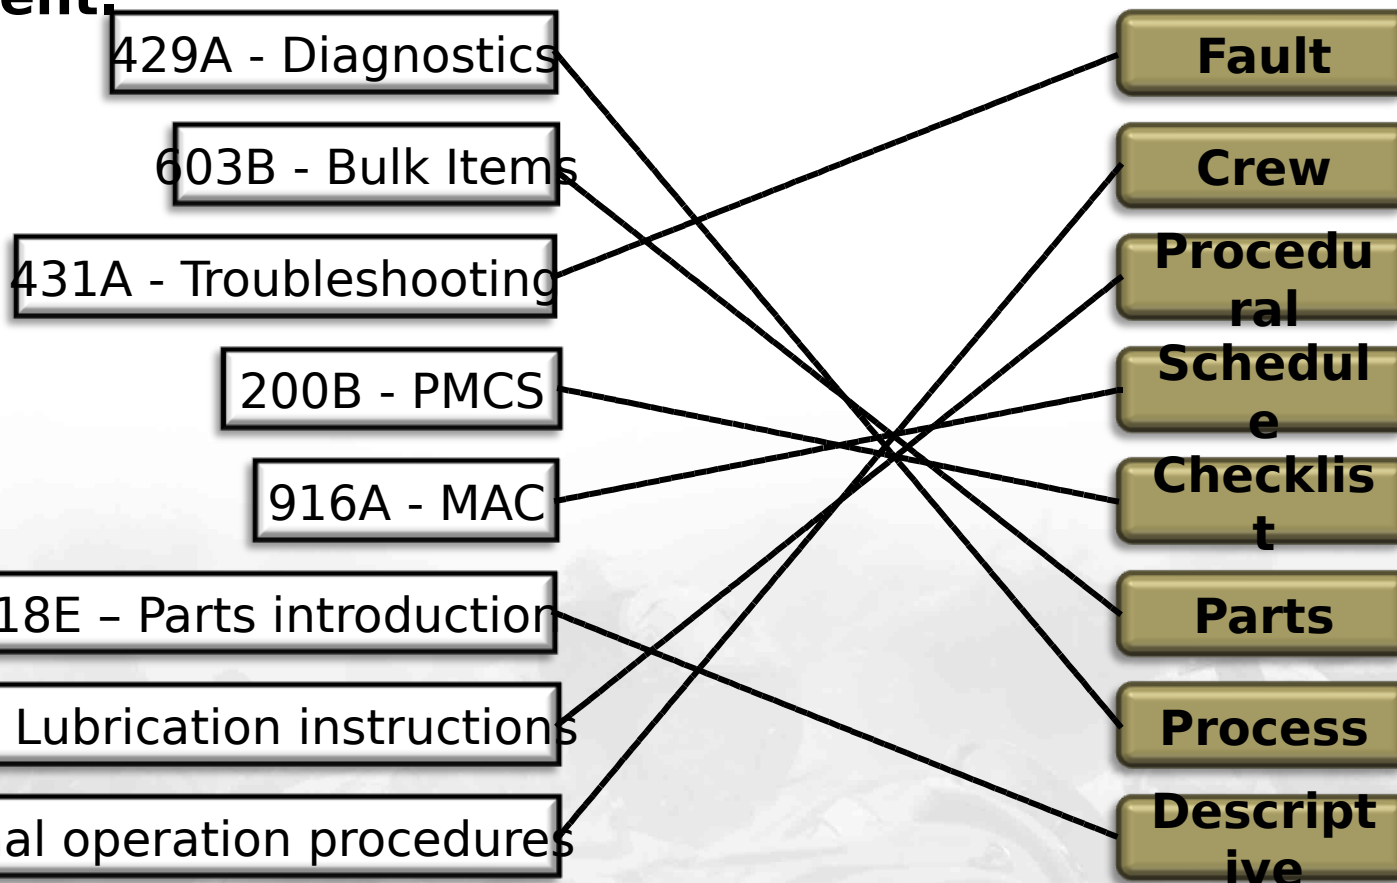 ent.
429A - Diagnostics
Fault
603B - Bulk Items
Crew
431A - Troubleshooting
Procedu
ral
200B - PMCS
Schedul
e
916A - MAC
Checklis
t
18E – Parts introduction
Parts
Lubrication instructions
Process
al operation procedures
Descript
ive